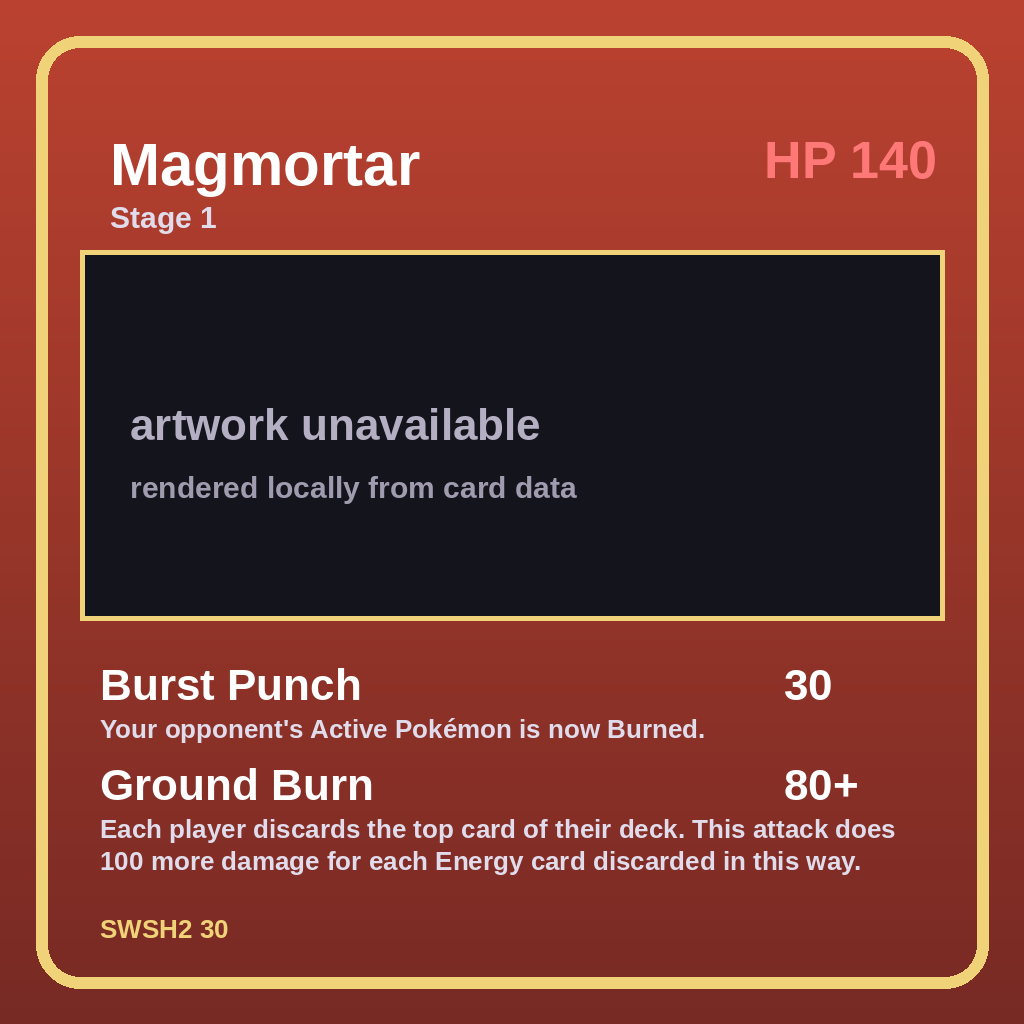 Magmortar
HP 140
Stage 1
artwork unavailable
rendered locally from card data
Burst Punch
30
Your opponent's Active Pokémon is now Burned.
Ground Burn
80+
Each player discards the top card of their deck. This attack does
100 more damage for each Energy card discarded in this way.
SWSH2 30